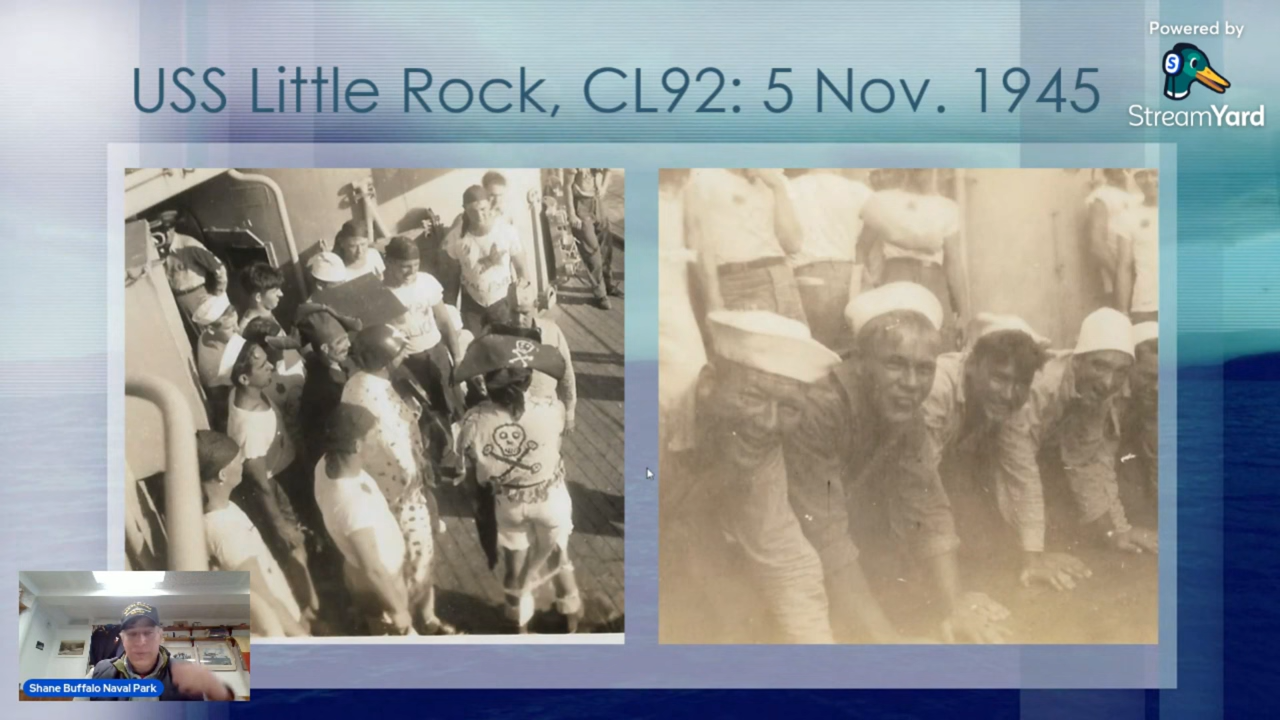 USS Little Rock, CL92: 5 Nov. 1945
Powered by
S
StreamYard
Shane Buffalo Naval Park